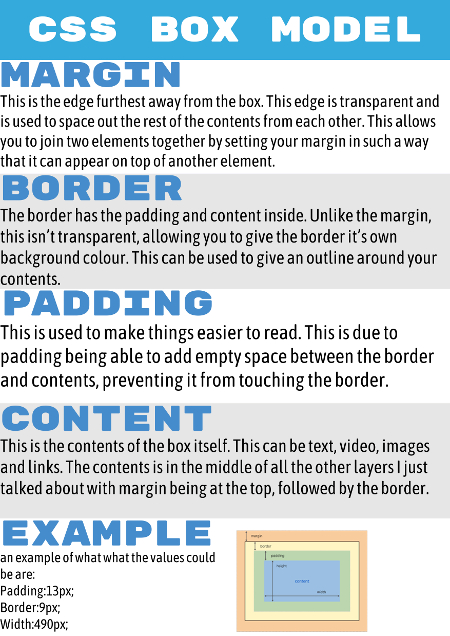 CSS BOX MODEL
MARGIN
This is the edge furthest away from the box. This edge is transparent and
is used to space out the rest of the contents from each other. This allows
you to join two elements together by setting your margin in such a way
that it can appear on top of another element.
BORDER
The border has the padding and content inside. Unlike the margin,
this isn't transparent, allowing you to give the border it's own
background colour. This can be used to give an outline around your
contents.
PADDING
This is used to make things easier to read. This is due to
padding being able to add empty space between the border
and contents, preventing it from touching the border.
CONTENT
This is the contents of the box itself. This can be text, video, images
and links. The contents is in the middle of all the other layers I just
talked about with margin being at the top, followed by the border.
EXAMPLE
an example of what what the values could
be are:
Padding:13px;
Border:9px;
Width:490px;
margin
border
padding
height
content
width